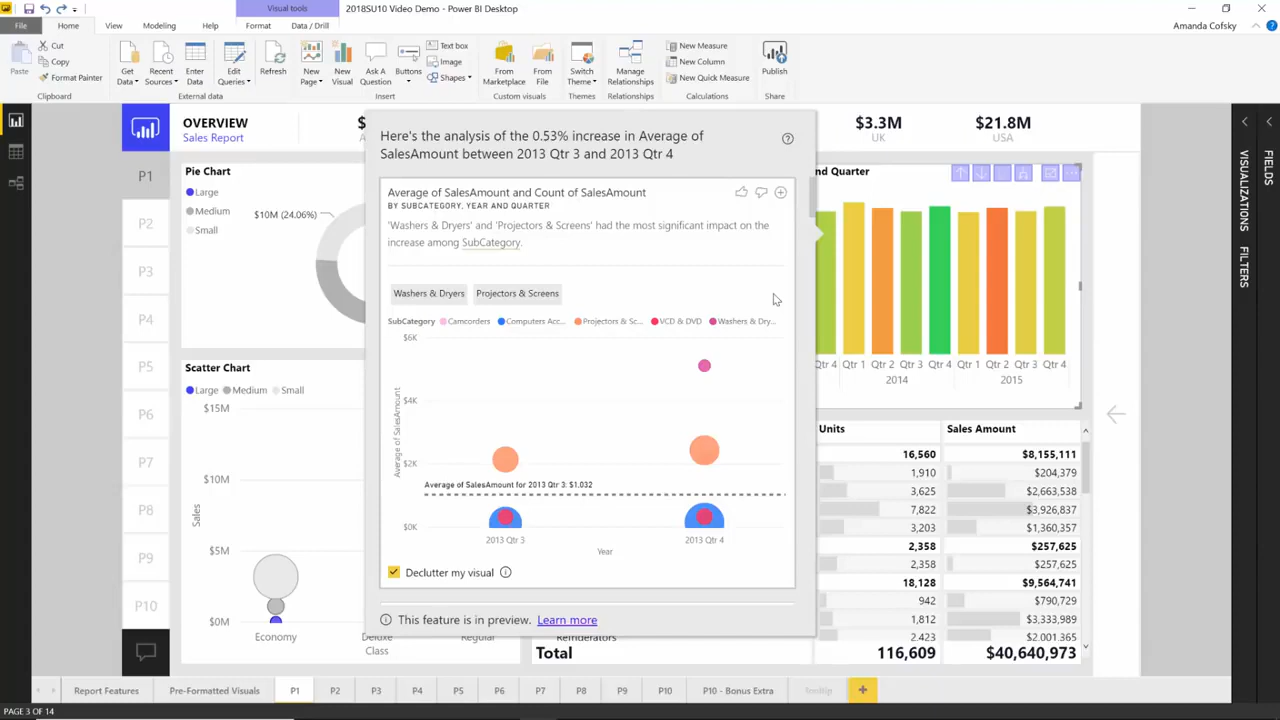 Visual tools
2018SU10 Video Demo - Power BI Desktop
File Home View Modeling Help Format Data / Drill
Amanda Cofsky
Paste
Cut
Copy
Format Painter
Clipboard
Get Data
Recent Sources
Enter Data
Edit Queries
External data
Refresh
New Page
New Visual
Ask A Question
Buttons
Text box
Image
Shapes
Insert
From Marketplace
From File
Custom visuals
Switch Theme
Themes
Manage Relationships
Relationships
New Measure
New Column
New Quick Measure
Calculations
Publish
Share
OVERVIEW
Sales Report
$
$3.3M
UK
$21.8M
USA
P1
P2
P3
P4
P5
P6
P7
P8
P9
P10
Pie Chart
Large
Medium
Small
$10M (24.06%)
Scatter Chart
Large Medium Small
$15M
$10M
$5M
$0M
Sales
Economy
Deluxe
Regular
Class
Here's the analysis of the 0.53% increase in Average of
SalesAmount between 2013 Qtr 3 and 2013 Qtr 4
Average of SalesAmount and Count of SalesAmount
BY SUBCATEGORY, YEAR AND QUARTER
'Washers & Dryers' and 'Projectors & Screens' had the most significant impact on the
increase among SubCategory.
Washers & Dryers Projectors & Screens
SubCategory Camcorders Computers Acc... Projectors & Sc... VCD & DVD Washers & Dry...
$6K
$4K
$2K
$0K
Average of SalesAmount
Average of SalesAmount for 2013 Qtr 3: $1,032
2013 Qtr 3 2013 Qtr 4
Year
Declutter my visual
This feature is in preview. Learn more
nd Quarter
Qtr 4 Qtr 1 Qtr 2 Qtr 3 Qtr 4 Qtr 1 Qtr 2 Qtr 3 Qtr 4
2014 2015
Units Sales Amount
16,560 $8,155,111
1,910 $204,379
3,625 $2,663,538
7,822 $3,926,837
3,203 $1,360,357
2,358 $257,625
2,358 $257,625
18,128 $9,564,741
942 $790,729
1,812 $3,333,989
Refrigerators 2,423 $2,001,365
Total 116,609 $40,640,973
VISUALIZATIONS
FILTERS
FIELDS
Report Features Pre-Formatted Visuals P1 P2 P3 P4 P5 P6 P7 P8 P9 P10 P10 - Bonus Extra Tooltip
PAGE 3 OF 14